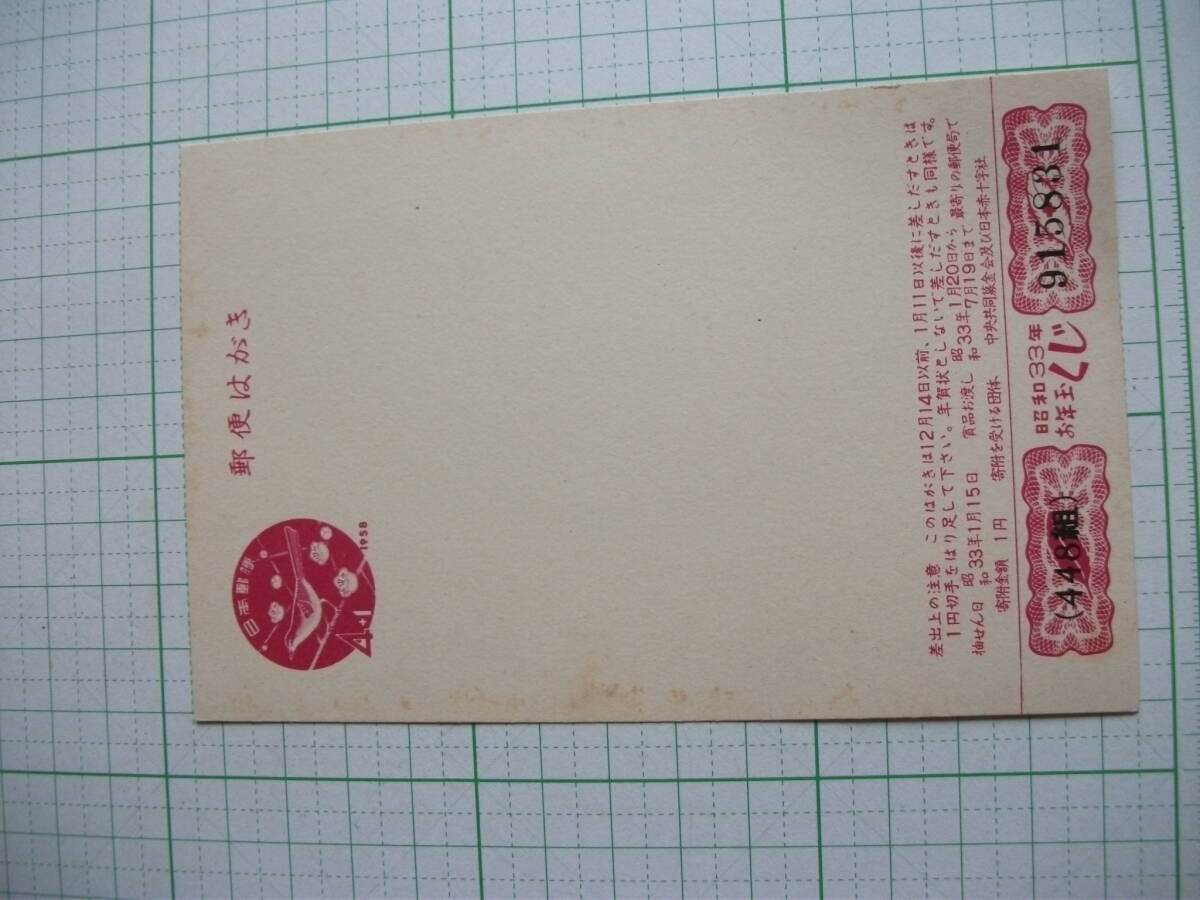 郵便はがき
日本郵便
4+1
1958
差出上の注意 このはがきは12月14日以前、1月11日以後に差しだすときは
1円切手をはり足して下さい。年賀状としないで差しだすときも同様です。
抽せん日 昭和33年1月15日 賞品お渡し 昭和33年1月20日から7月19日まで 最寄りの郵便局で
寄附金額 1円 寄附を受ける団体 中央共同募金会及び日本赤十字社
(448組)
昭和33年
お年玉くじ
915831